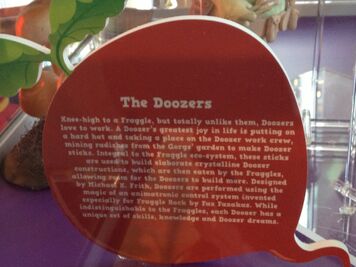 The Doozers
Knee-high to a Fraggle, but totally unlike them, Doozers
love to work. A Doozer's greatest joy in life is putting on
a hard hat and taking a place on the Doozer work crew,
mining radishes from the Gorgs' garden to make Doozer
sticks. Integral to the Fraggle eco-system, these sticks
are used to build elaborate crystalline Doozer
constructions, which are then eaten by the Fraggles,
allowing room for the Doozers to build more. Designed
by Michael K. Frith, Doozers are performed using the
magic of an animatronic control system invented
especially for Fraggle Rock by Faz Fazakas. While
indistinguishable to the Fraggles, each Doozer has a
unique set of skills, knowledge and Doozer dreams.